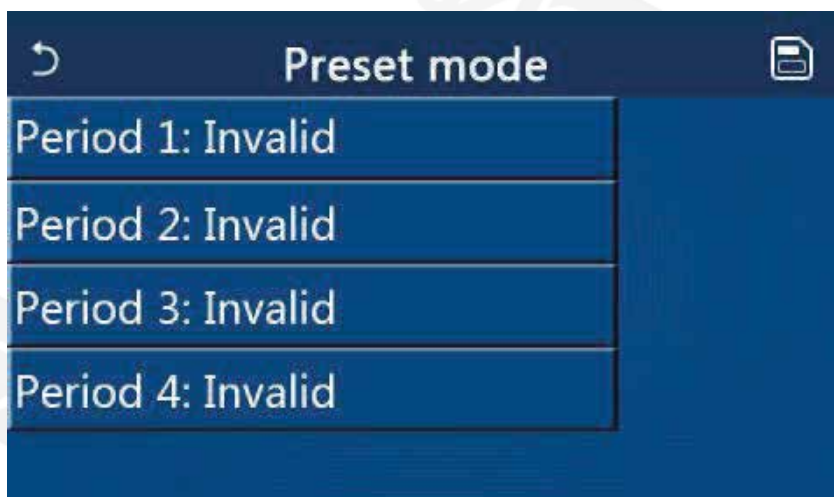 Preset mode
Period 1: Invalid
Period 2: Invalid
Period 3: Invalid
Period 4: Invalid